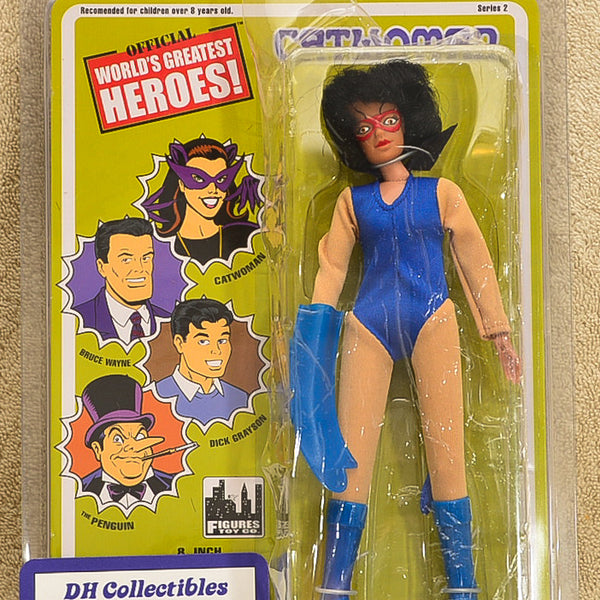 Recomended for children over 8 years old.
Series 2
OFFICIAL
WORLD'S GREATEST
HEROES!
CATWOMAN
CATWOMAN
BRUCE WAYNE
DICK GRAYSON
THE PENGUIN
FIGURES
TOY CO.
8 INCH
DH Collectibles